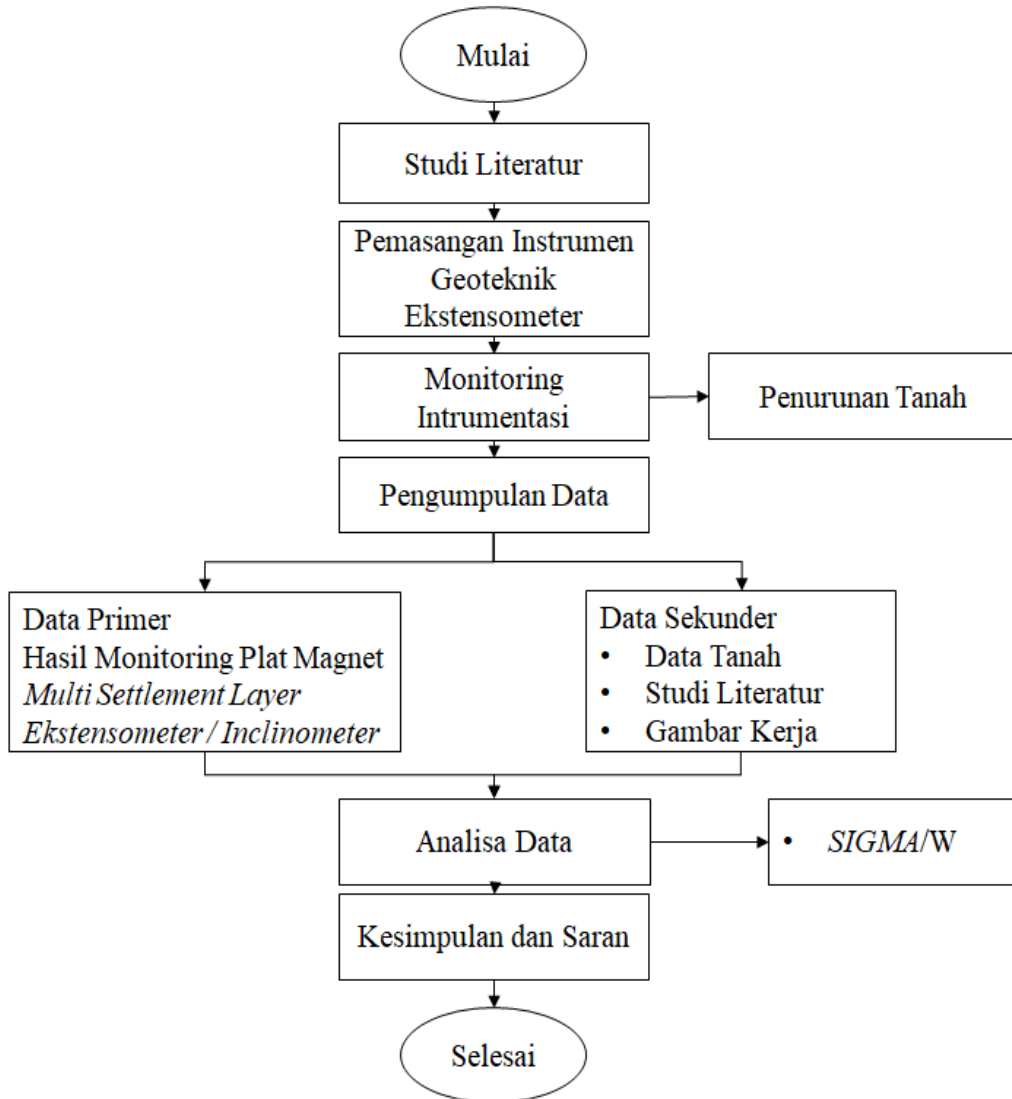 Mulai
Studi Literatur
Pemasangan Instrumen
Geoteknik
Ekstensometer
Monitoring
Intrumentasi
Penurunan Tanah
Pengumpulan Data
Data Primer
Hasil Monitoring Plat Magnet
Multi Settlement Layer
Ekstensometer / Inclinometer
Data Sekunder
• Data Tanah
• Studi Literatur
• Gambar Kerja
Analisa Data
• SIGMA/W
Kesimpulan dan Saran
Selesai